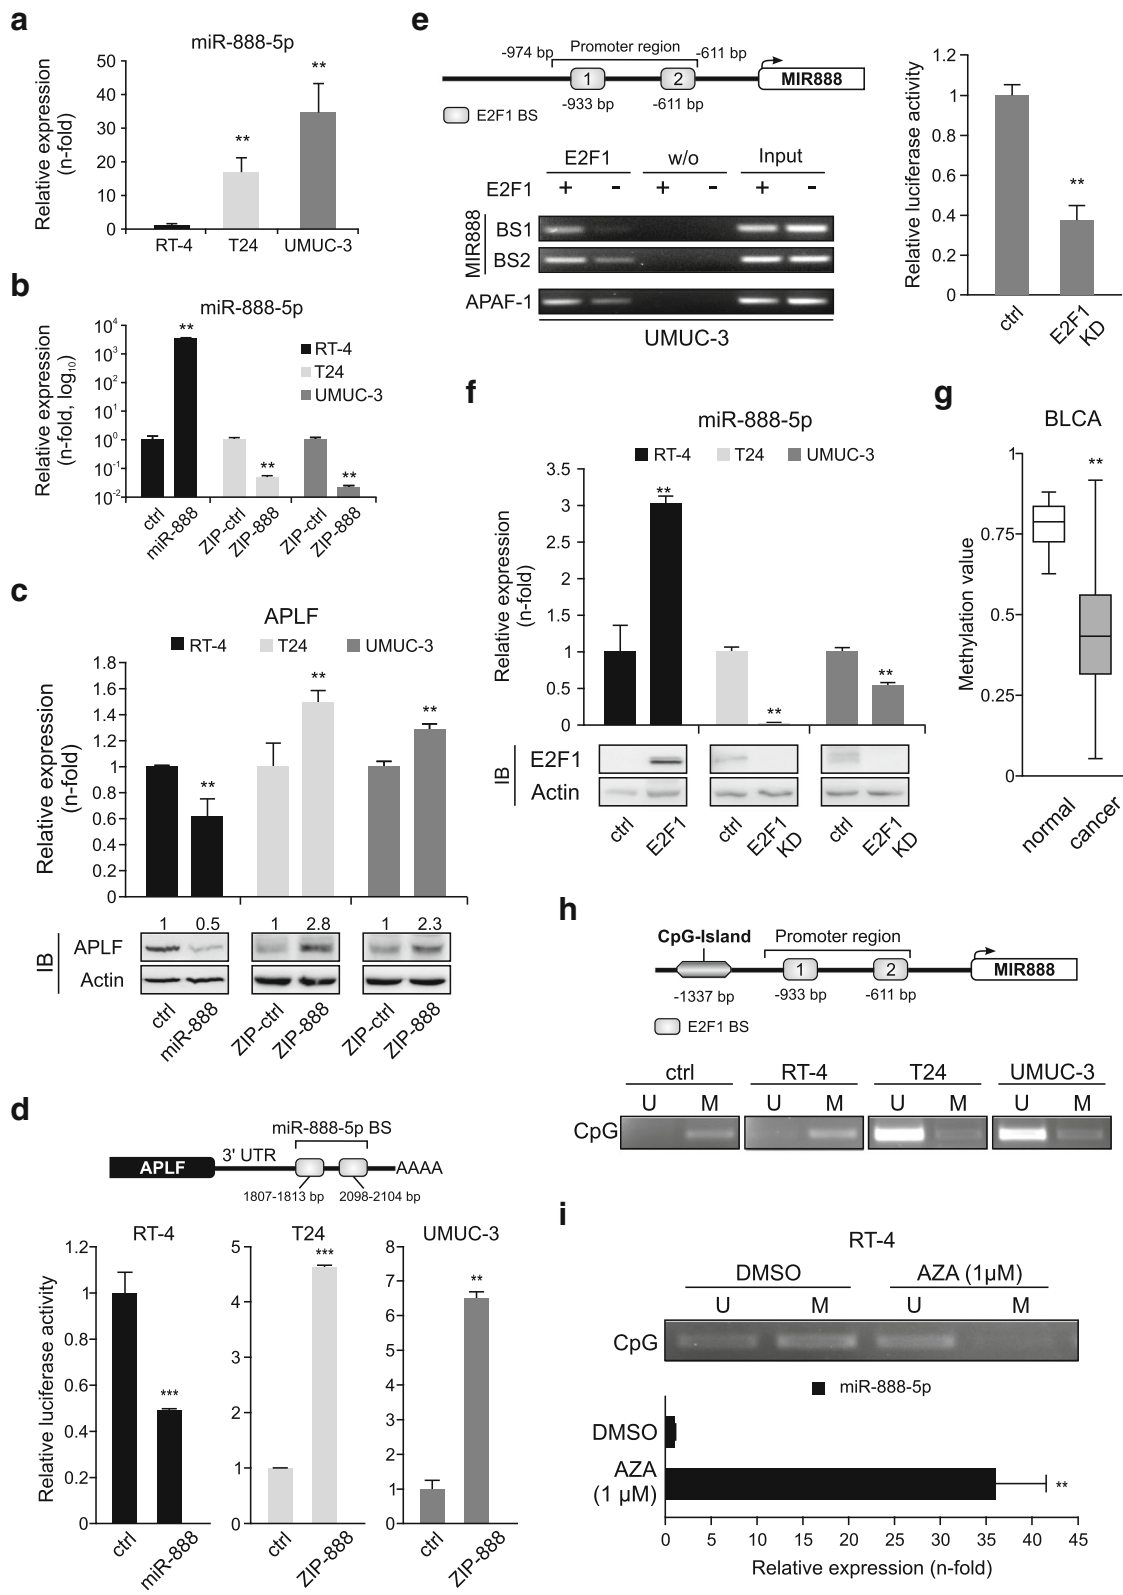 a
miR-888-5p
Relative expression
(n-fold)
50
40
30
20
10
0
**
**
RT-4 T24 UMUC-3
b
miR-888-5p
Relative expression
(n-fold, log10)
10^4
10^3
10^2
10^1
10^0
10^-1
10^-2
**
**
**
RT-4
T24
UMUC-3
ctrl miR-888 ZIP-ctrl ZIP-888 ZIP-ctrl ZIP-888
c
APLF
RT-4 T24 UMUC-3
Relative expression
(n-fold)
1.8
1.6
1.4
1.2
1
0.8
0.6
0.4
0.2
0
**
**
**
1 0.5 1 2.8 1 2.3
IB
APLF
Actin
ctrl miR-888 ZIP-ctrl ZIP-888 ZIP-ctrl ZIP-888
d
miR-888-5p BS
3' UTR
APLF AAAA
1807-1813 bp 2098-2104 bp
RT-4 T24 UMUC-3
Relative luciferase activity
1.2
1
0.8
0.6
0.4
0.2
0
***
ctrl miR-888
5
4
3
2
1
0
***
ctrl ZIP-888
8
7
6
5
4
3
2
1
0
**
ctrl ZIP-888
e
-974 bp Promoter region -611 bp
1 2 MIR888
-933 bp -611 bp
E2F1 BS
E2F1 w/o Input
E2F1 + - + - + -
MIR888
BS1
BS2
APAF-1
UMUC-3
Relative luciferase activity
1.2
1
0.8
0.6
0.4
0.2
0
**
ctrl E2F1 KD
f
miR-888-5p
RT-4 T24 UMUC-3
Relative expression
(n-fold)
3.5
3
2.5
2
1.5
1
0.5
0
**
**
**
IB
E2F1
Actin
ctrl E2F1 ctrl E2F1 KD ctrl E2F1 KD
g
BLCA
Methylation value
1
0.75
0.5
0.25
0
**
normal cancer
h
CpG-Island Promoter region
1 2 MIR888
-1337 bp -933 bp -611 bp
E2F1 BS
ctrl RT-4 T24 UMUC-3
U M U M U M U M
CpG
i
RT-4
DMSO AZA (1µM)
U M U M
CpG
miR-888-5p
DMSO
AZA
(1 µM)
**
0 5 10 15 20 25 30 35 40 45
Relative expression (n-fold)